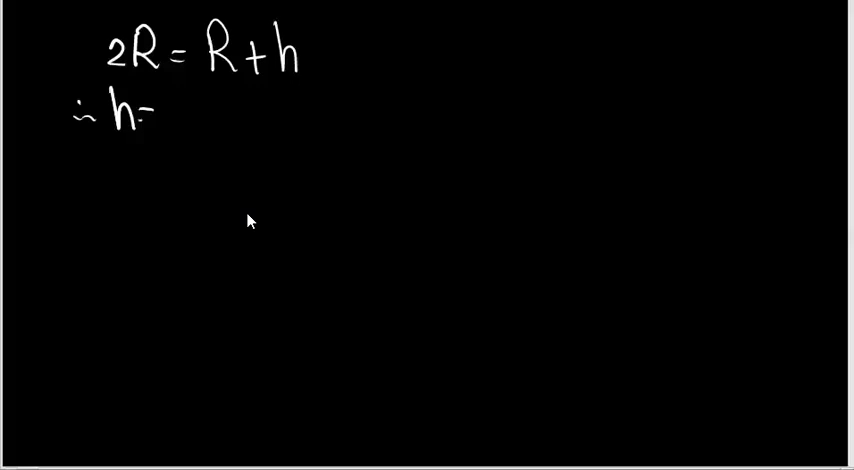 2R = R + h
∴ h =